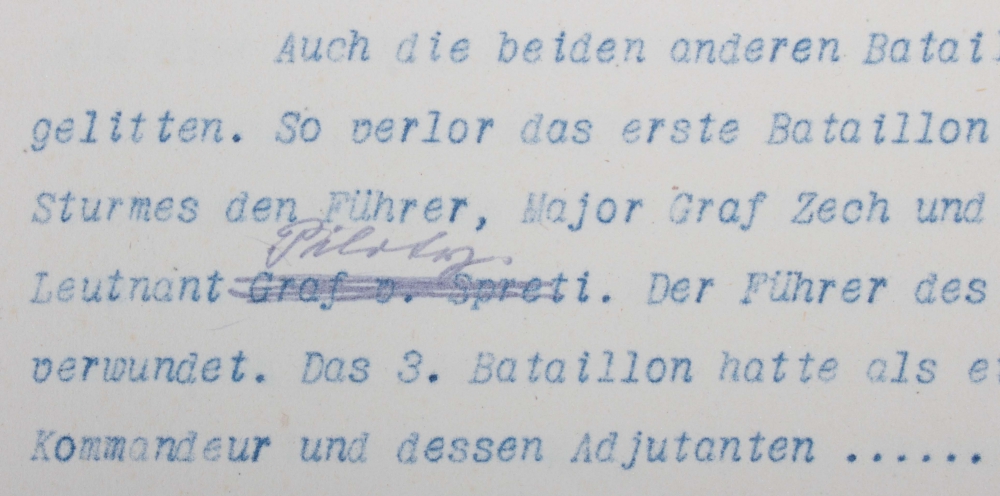 Auch die beiden anderen Batail
gelitten. So verlor das erste Bataillon
Sturmes den Führer, Major Graf Zech und
Leutnant Graf v. Spreti. Der Führer des
verwundet. Das 3. Bataillon hatte als
Kommandeur und dessen Adjutanten ......